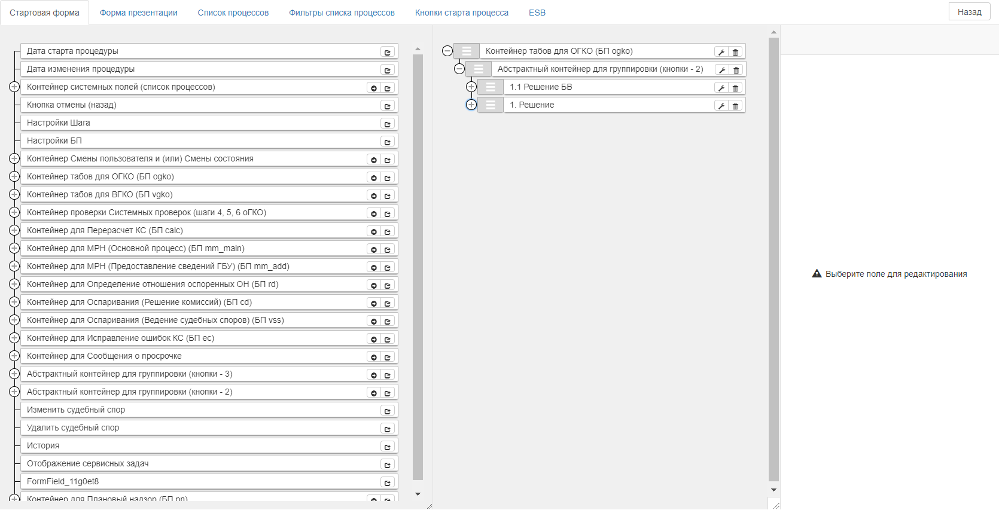 Стартовая форма
Форма презентации
Список процессов
Фильтры списка процессов
Кнопки старта процесса
ESB
Назад
Дата старта процедуры
Дата изменения процедуры
Контейнер системных полей (список процессов)
Кнопка отмены (назад)
Настройки Шага
Настройки БП
Контейнер Смены пользователя и (или) Смены состояния
Контейнер табов для ОГКО (БП ogko)
Контейнер табов для ВГКО (БП vgko)
Контейнер проверки Системных проверок (шаги 4, 5, 6 оГКО)
Контейнер для Перерасчет КС (БП calc)
Контейнер для МРН (Основной процесс) (БП mm_main)
Контейнер для МРН (Предоставление сведений ГБУ) (БП mm_add)
Контейнер для Определение отношения оспоренных ОН (БП rd)
Контейнер для Оспаривания (Решение комиссий) (БП cd)
Контейнер для Оспаривания (Ведение судебных споров) (БП vss)
Контейнер для Исправление ошибок КС (БП ec)
Контейнер для Сообщения о просрочке
Абстрактный контейнер для группировки (кнопки - 3)
Абстрактный контейнер для группировки (кнопки - 2)
Изменить судебный спор
Удалить судебный спор
История
Отображение сервисных задач
FormField_11g0et8
Контейнер для Плановый надзор (БП pn)
Контейнер табов для ОГКО (БП ogko)
Абстрактный контейнер для группировки (кнопки - 2)
1.1 Решение БВ
1. Решение
Выберите поле для редактирования